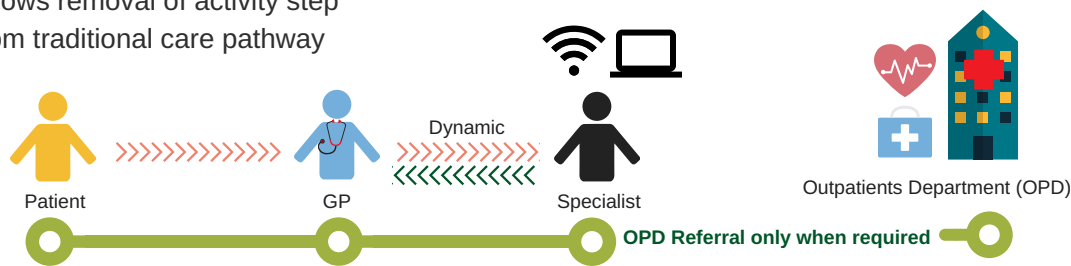 ows removal of activity step
om traditional care pathway
Dynamic
Patient
GP
Specialist
Outpatients Department (OPD)
OPD Referral only when required